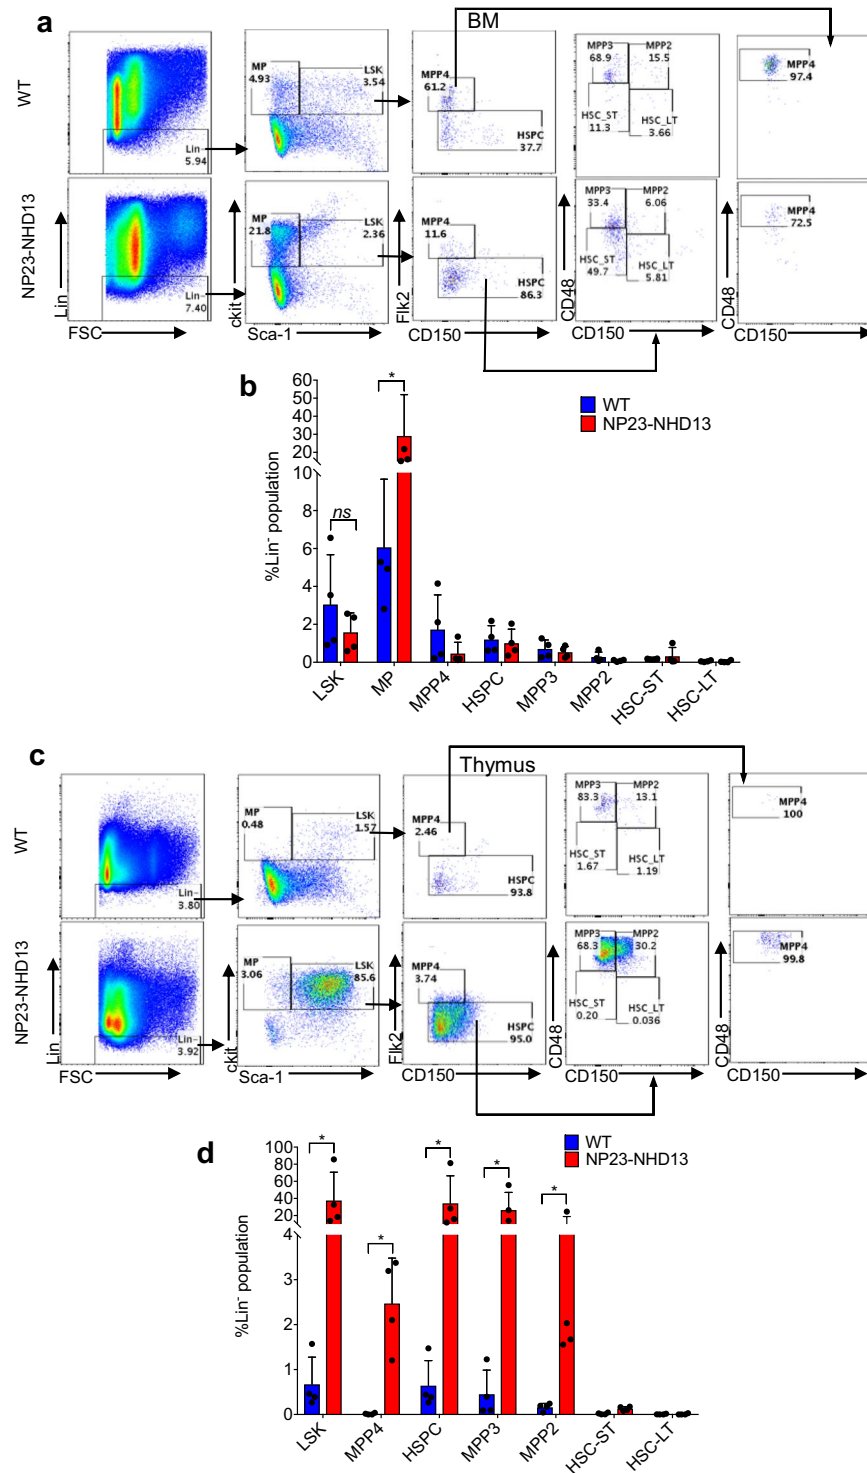 a
BM
WT
Lin–
5.94
MP
4.93
LSK
3.54
MPP4
61.2
HSPC
37.7
MPP3
68.9
MPP2
15.5
HSC_ST
11.3
HSC_LT
3.66
MPP4
97.4
NP23-NHD13
Lin
Lin–
7.40
FSC
ckit
MP
21.8
LSK
2.36
Sca-1
Flk2
MPP4
11.6
HSPC
86.3
CD150
CD48
MPP3
33.4
MPP2
6.06
HSC_ST
49.7
HSC_LT
5.81
CD150
CD48
MPP4
72.5
CD150
b
WT
NP23-NHD13
%Lin⁻ population
60
50
40
30
20
10
8
6
4
2
0
ns
*
LSK
MP
MPP4
HSPC
MPP3
MPP2
HSC-ST
HSC-LT
c
Thymus
WT
Lin–
3.80
MP
0.48
LSK
1.57
MPP4
2.46
HSPC
93.8
MPP3
83.3
MPP2
13.1
HSC_ST
1.67
HSC_LT
1.19
MPP4
100
NP23-NHD13
Lin
Lin–
3.92
FSC
ckit
MP
3.06
LSK
85.6
Sca-1
Flk2
MPP4
3.74
HSPC
95.0
CD150
CD48
MPP3
68.3
MPP2
30.2
HSC_ST
0.20
HSC_LT
0.036
CD150
CD48
MPP4
99.8
CD150
d
WT
NP23-NHD13
%Lin⁻ population
100
80
60
40
20
4
3
2
1
0
*
*
*
*
*
LSK
MPP4
HSPC
MPP3
MPP2
HSC-ST
HSC-LT